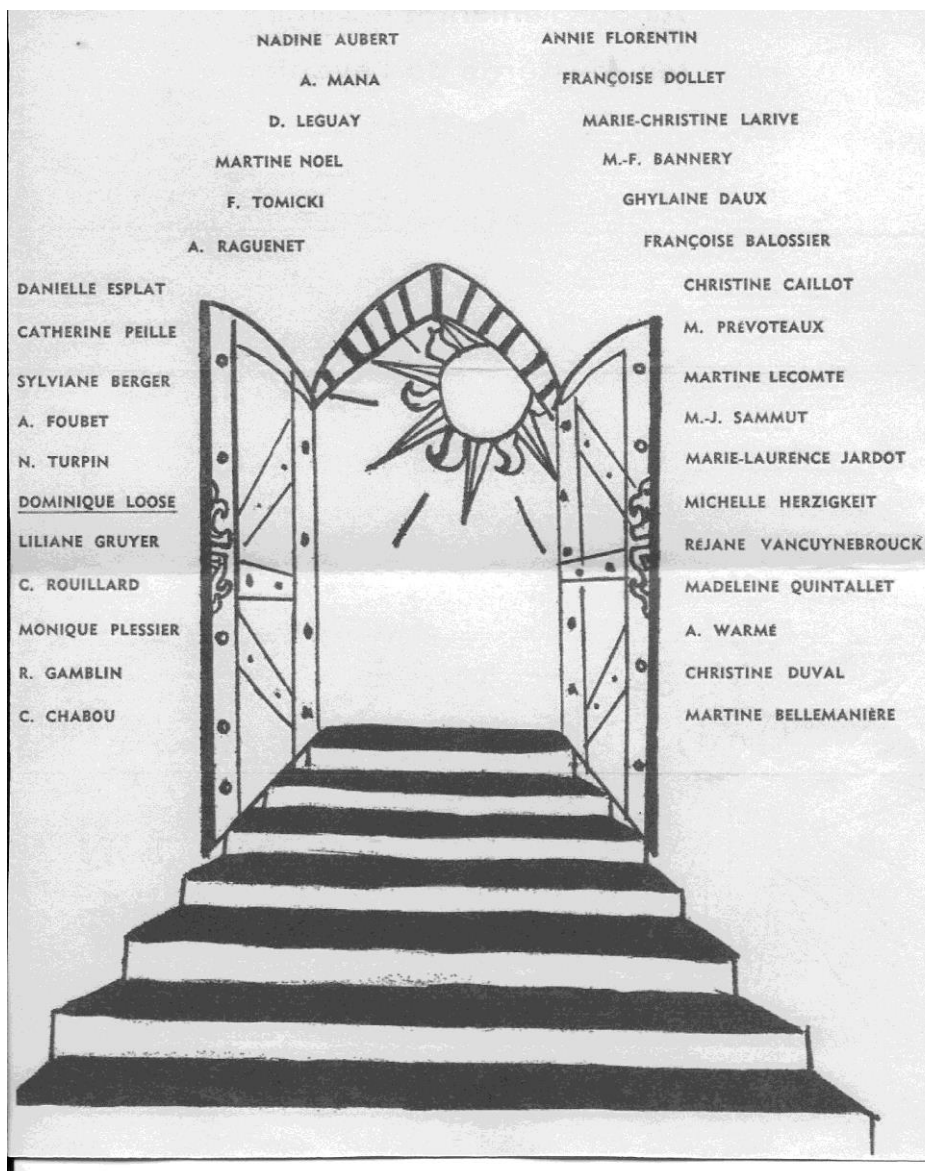 NADINE AUBERT
A. MANA
D. LEGUAY
MARTINE NOEL
F. TOMICKI
A. RAGUENET
DANIELLE ESPLAT
CATHERINE PEILLE
SYLVIANE BERGER
A. FOUBET
N. TURPIN
DOMINIQUE LOOSE
LILIANE GRUYER
C. ROUILLARD
MONIQUE PLESSIER
R. GAMBLIN
C. CHABOU
ANNIE FLORENTIN
FRANÇOISE DOLLET
MARIE-CHRISTINE LARIVE
M.-F. BANNERY
GHYLAINE DAUX
FRANÇOISE BALOSSIER
CHRISTINE CAILLOT
M. PRÉVOTEAUX
MARTINE LECOMTE
M.-J. SAMMUT
MARIE-LAURENCE JARDOT
MICHELLE HERZIGKEIT
RÉJANE VANCUYNEBROUCK
MADELEINE QUINTALLET
A. WARMÉ
CHRISTINE DUVAL
MARTINE BELLEMANIÈRE